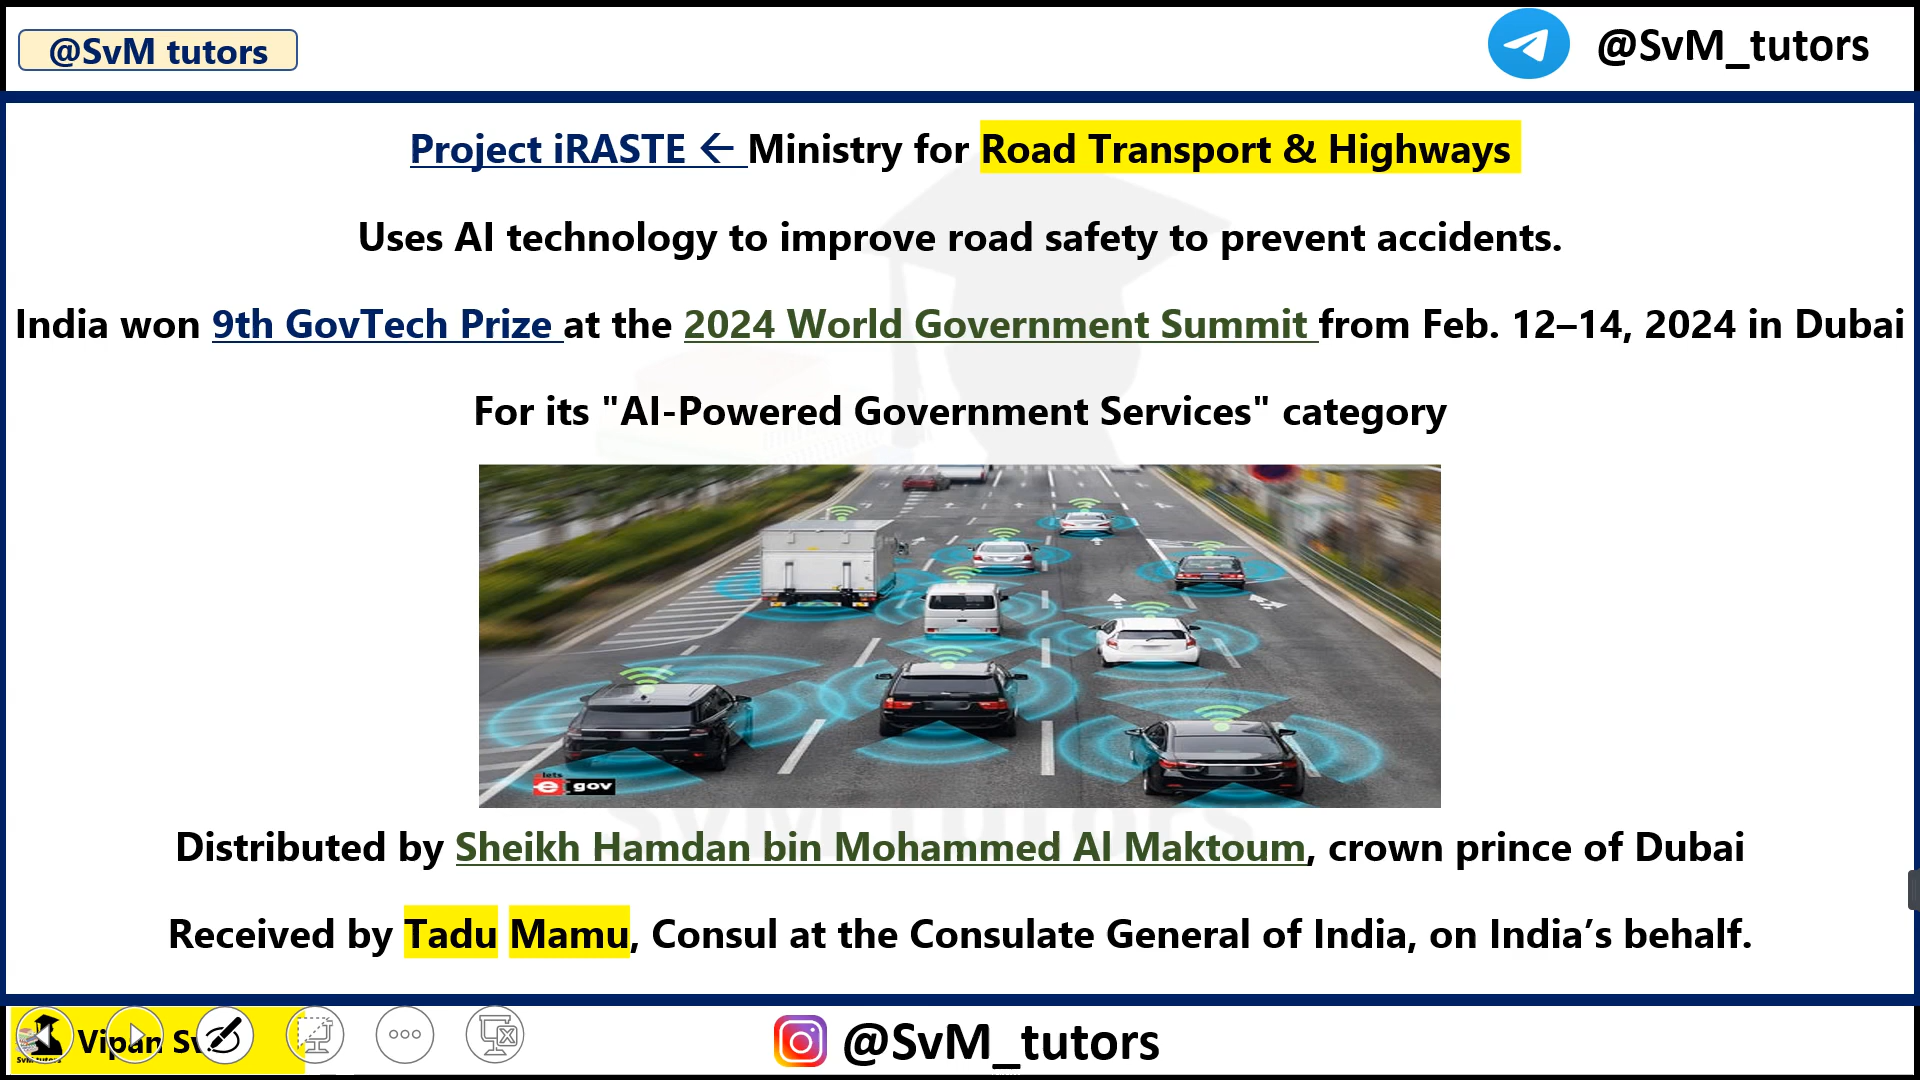 @SvM tutors
@SvM_tutors
Project iRASTE ← Ministry for Road Transport & Highways
Uses AI technology to improve road safety to prevent accidents.
India won 9th GovTech Prize at the 2024 World Government Summit from Feb. 12–14, 2024 in Dubai
For its "AI-Powered Government Services" category
lets
e gov
SvM tutors
Distributed by Sheikh Hamdan bin Mohammed Al Maktoum, crown prince of Dubai
Received by Tadu Mamu, Consul at the Consulate General of India, on India’s behalf.
Vipan
@SvM_tutors